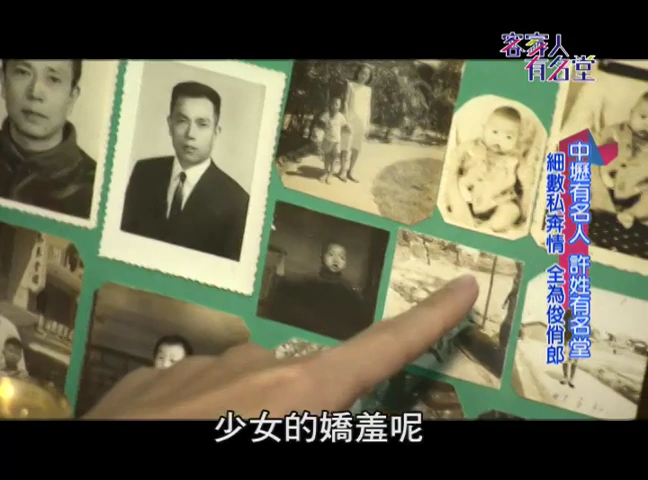 客家人
有名堂
中壢有名人 許姓有名堂
細數私奔情 全為俊俏郎
少女的嬌羞呢